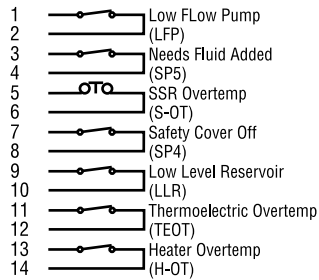 1 Low FLow Pump
2 (LFP)
3 Needs Fluid Added
4 (SP5)
5 SSR Overtemp
6 (S-OT)
7 Safety Cover Off
8 (SP4)
9 Low Level Reservoir
10 (LLR)
11 Thermoelectric Overtemp
12 (TEOT)
13 Heater Overtemp
14 (H-OT)